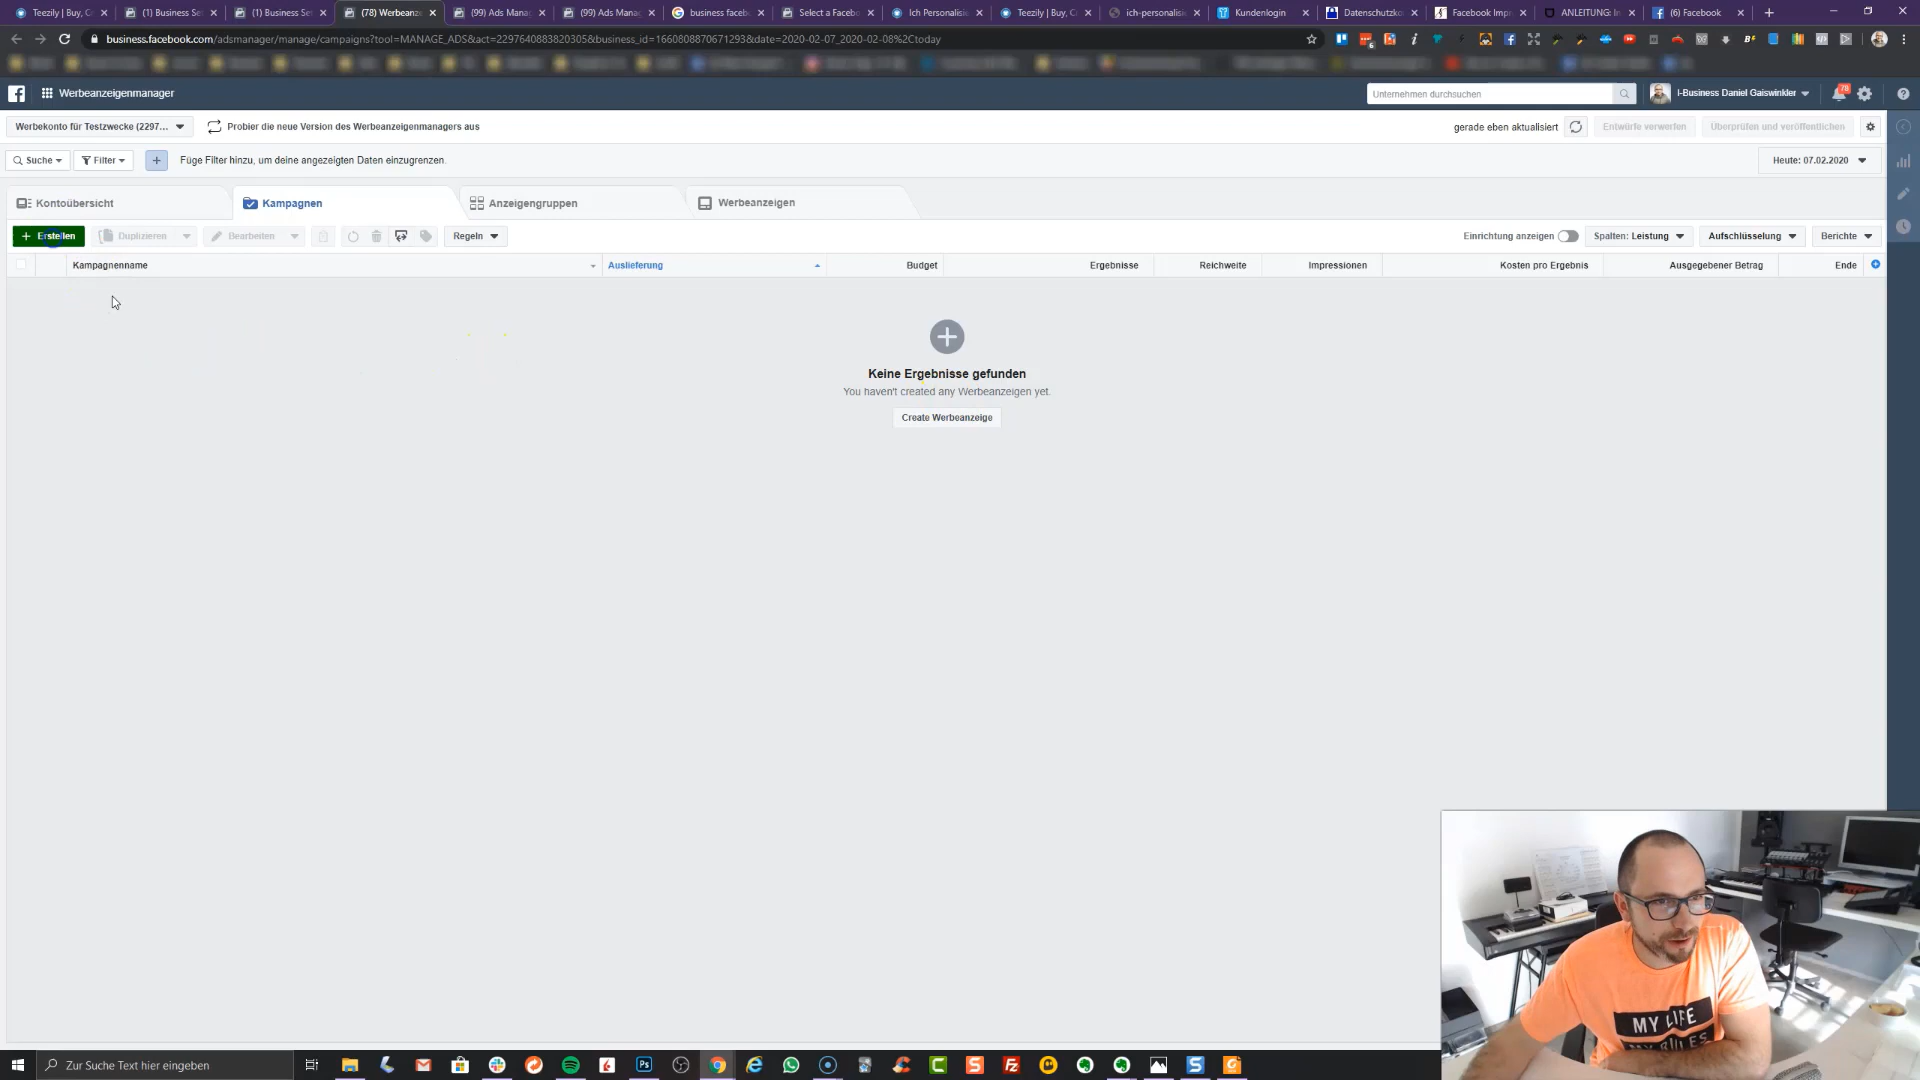 Teezily | Buy, C
(1) Business Se
(1) Business Se
(78) Werbeanz
(99) Ads Mana
(99) Ads Mana
business faceb
Select a Facebo
Ich Personalisi
Teezily | Buy, C
ich-personalisi
Kundenlogin
Datenschutzko
Facebook Imp
ANLEITUNG: In
(6) Facebook
business.facebook.com/adsmanager/manage/campaigns?tool=MANAGE_ADS&act=2297640883820305&business_id=1660808870671293&date=2020-02-07_2020-02-08%2Ctoday
Werbeanzeigenmanager
Unternehmen durchsuchen
I-Business Daniel Gaiswinkler
78
Werbekonto für Testzwecke (2297...
Probier die neue Version des Werbeanzeigenmanagers aus
gerade eben aktualisiert
Entwürfe verwerfen
Überprüfen und veröffentlichen
Suche
Filter
Füge Filter hinzu, um deine angezeigten Daten einzugrenzen.
Heute: 07.02.2020
Kontoübersicht
Kampagnen
Anzeigengruppen
Werbeanzeigen
+ Erstellen
Duplizieren
Bearbeiten
Regeln
Einrichtung anzeigen
Spalten: Leistung
Aufschlüsselung
Berichte
Kampagnenname
Auslieferung
Budget
Ergebnisse
Reichweite
Impressionen
Kosten pro Ergebnis
Ausgegebener Betrag
Ende
Keine Ergebnisse gefunden
You haven't created any Werbeanzeigen yet.
Create Werbeanzeige
MY LIFE
MY RULES
Zur Suche Text hier eingeben